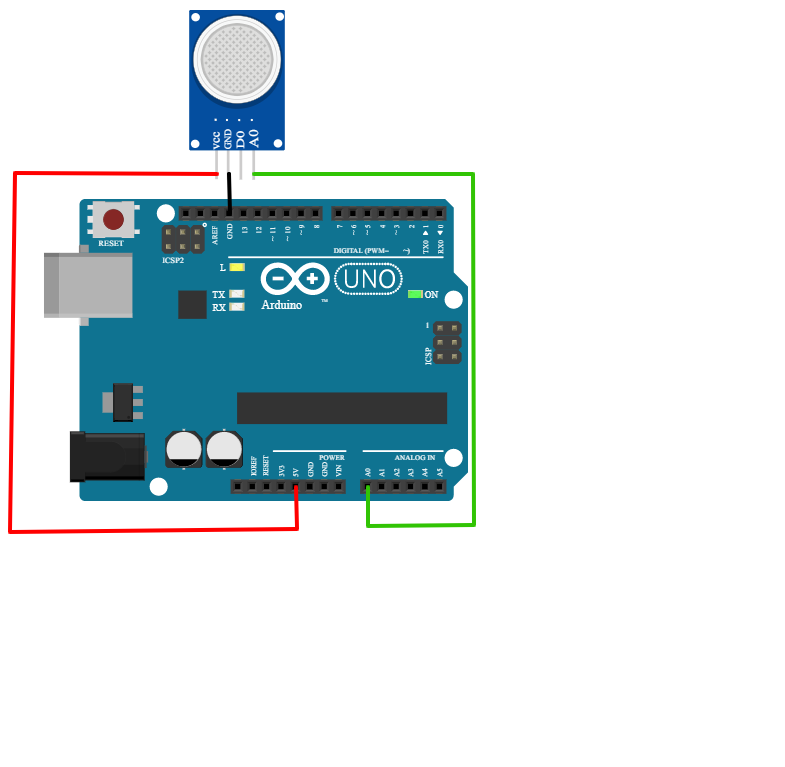 VCC
GND
D0
A0
RESET
ICSP2
AREF
GND
13
12
~11
~10
~9
8
7
~6
~5
4
~3
2
TX0 ▶ 1
RX0 ◀ 0
DIGITAL (PWM~
L
TX
RX
Arduino
™
UNO
ON
1
ICSP
POWER
ANALOG IN
IOREF
RESET
3V3
5V
GND
GND
VIN
A0
A1
A2
A3
A4
A5